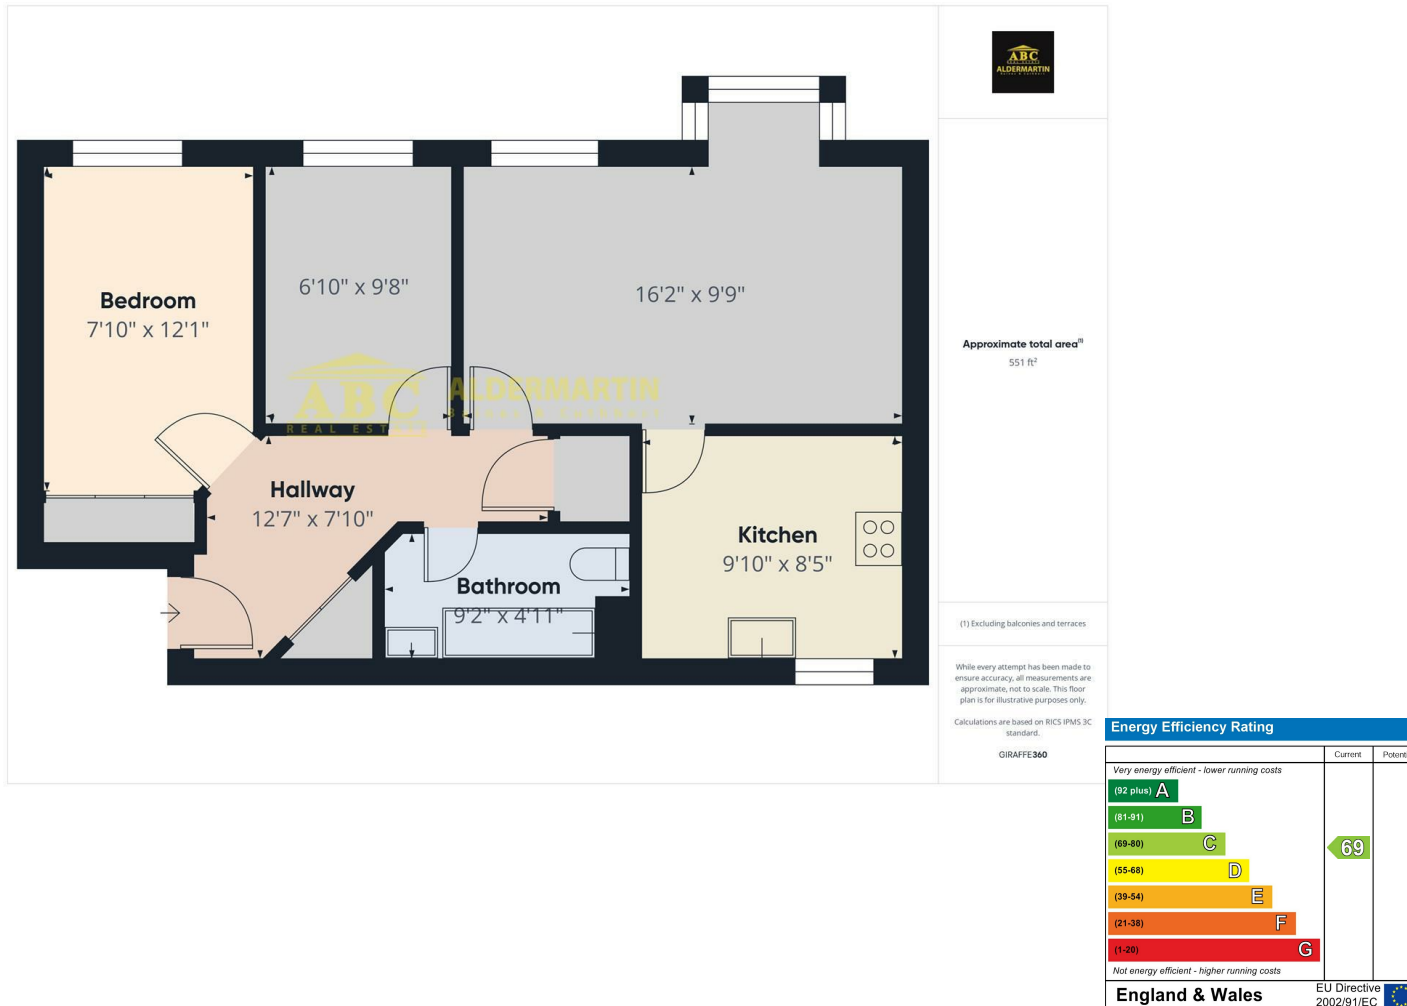 Bedroom
7'10" x 12'1"
6'10" x 9'8"
16'2" x 9'9"
ABC
REAL EST
ALDERMARTIN
Hallway
12'7" x 7'10"
Bathroom
9'2" x 4'11"
Kitchen
9'10" x 8'5"
ABC
ALDERMARTIN
Approximate total area(1)
551 ft²
(1) Excluding balconies and terraces
While every attempt has been made to
ensure accuracy, all measurements are
approximate, not to scale. This floor
plan is for illustrative purposes only.
Calculations are based on RICS IPMS 3C
standard.
GIRAFFE360
Energy Efficiency Rating
Current
Potent
Very energy efficient - lower running costs
(92 plus) A
(81-91) B
(69-80) C
69
(55-68) D
(39-54) E
(21-38) F
(1-20) G
Not energy efficient - higher running costs
England & Wales
EU Directive
2002/91/EC